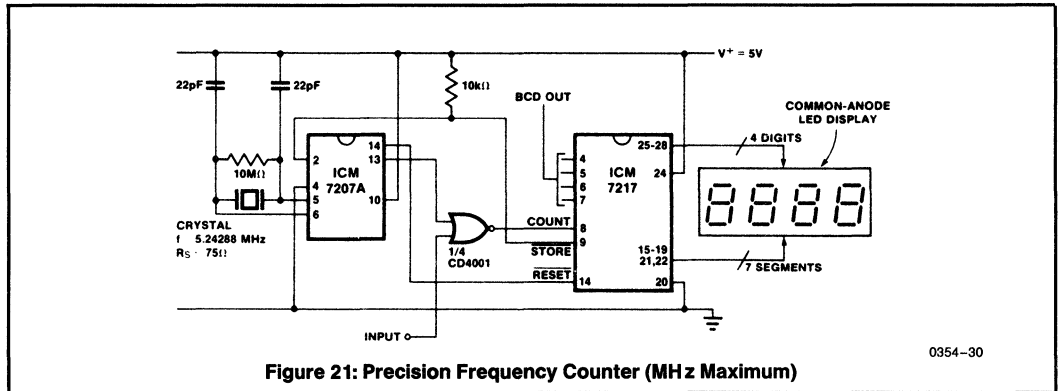 V+ = 5V
22pF
22pF
10kΩ
BCD OUT
COMMON-ANODE
LED DISPLAY
10MΩ
2
4
5
6
14
13
10
ICM
7207A
4
5
6
7
ICM
7217
25-28
24
4 DIGITS
CRYSTAL
f 5.24288 MHz
RS · 75Ω
1/4
CD4001
COUNT
STORE
RESET
8
9
14
15-19
21,22
20
7 SEGMENTS
INPUT
0354-30
Figure 21: Precision Frequency Counter (MHz Maximum)